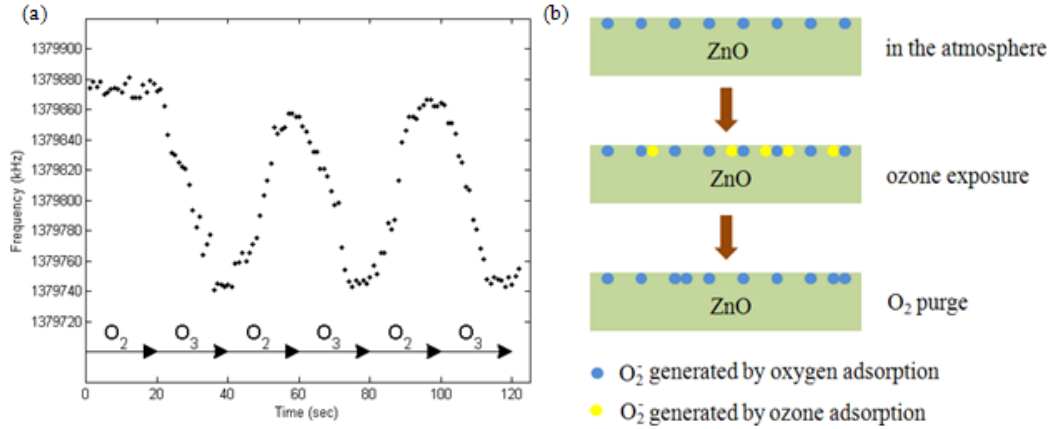 (a)
Frequency (kHz)
1379900
1379880
1379860
1379840
1379820
1379800
1379780
1379760
1379740
1379720
O₂ O₃ O₂ O₃ O₂ O₃
0 20 40 60 80 100 120
Time (sec)
(b)
ZnO
in the atmosphere
ZnO
ozone exposure
ZnO
O₂ purge
O₂⁻ generated by oxygen adsorption
O₂⁻ generated by ozone adsorption